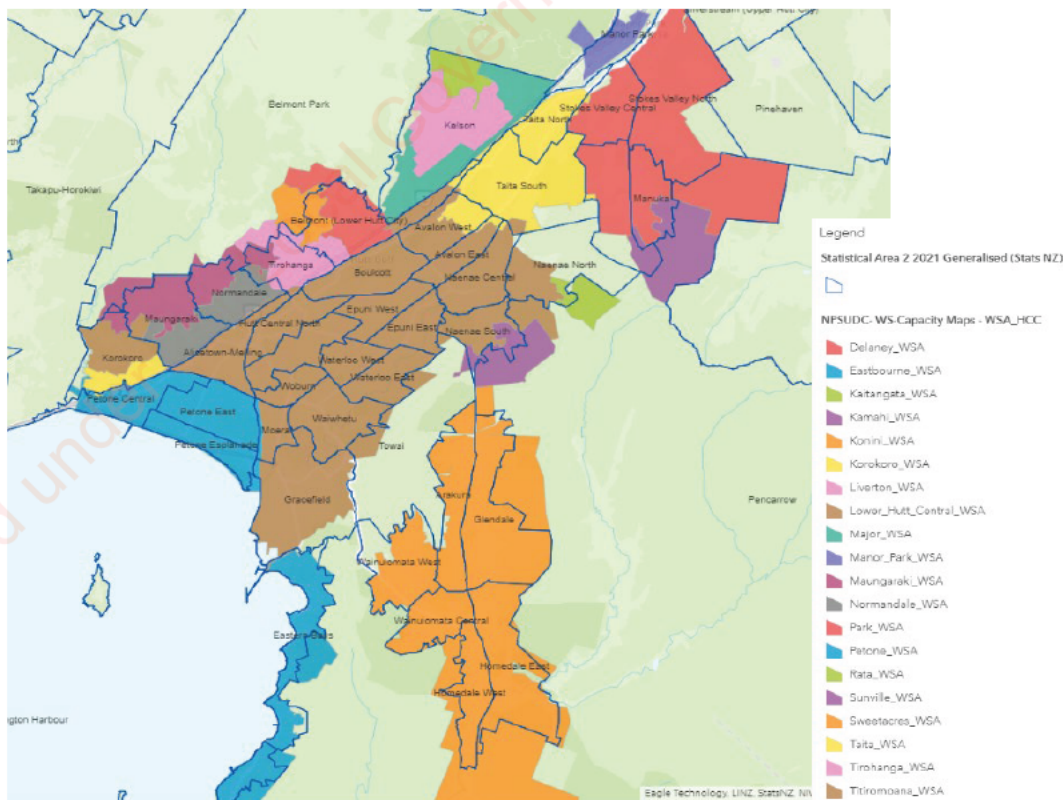 Manor Park
Belmont Park
Kelson
Stokes Valley North
Stokes Valley Central
Taita North
Pinehaven
Takapu-Horokiwi
Taita South
Manuka
Belmont (Lower Hutt City)
Avalon West
Avalon East
Boulcott
Naenae Central
Naenae North
Tirohanga
Normandale
Maungaraki
Hutt Central North
Epuni West
Epuni East
Naenae South
Korokoro
Alicetown-Melling
Waterloo West
Waterloo East
Woburn
Petone Central
Petone East
Waiwhetu
Moera
Petone Esplanade
Towai
Gracefield
Arakura
Glendale
Pencarrow
Wainuiomata West
Wainuiomata Central
Eastern Bays
Homedale East
Homedale West
ngton Harbour
Eagle Technology, LINZ, StatsNZ, NIV
Legend
Statistical Area 2 2021 Generalised (Stats NZ)
NPSUDC- WS-Capacity Maps - WSA_HCC
Delaney_WSA
Eastbourne_WSA
Kaitangata_WSA
Kamahi_WSA
Konini_WSA
Korokoro_WSA
Liverton_WSA
Lower_Hutt_Central_WSA
Major_WSA
Manor_Park_WSA
Maungaraki_WSA
Normandale_WSA
Park_WSA
Petone_WSA
Rata_WSA
Sunville_WSA
Sweetacres_WSA
Taita_WSA
Tirohanga_WSA
Titiromoana_WSA